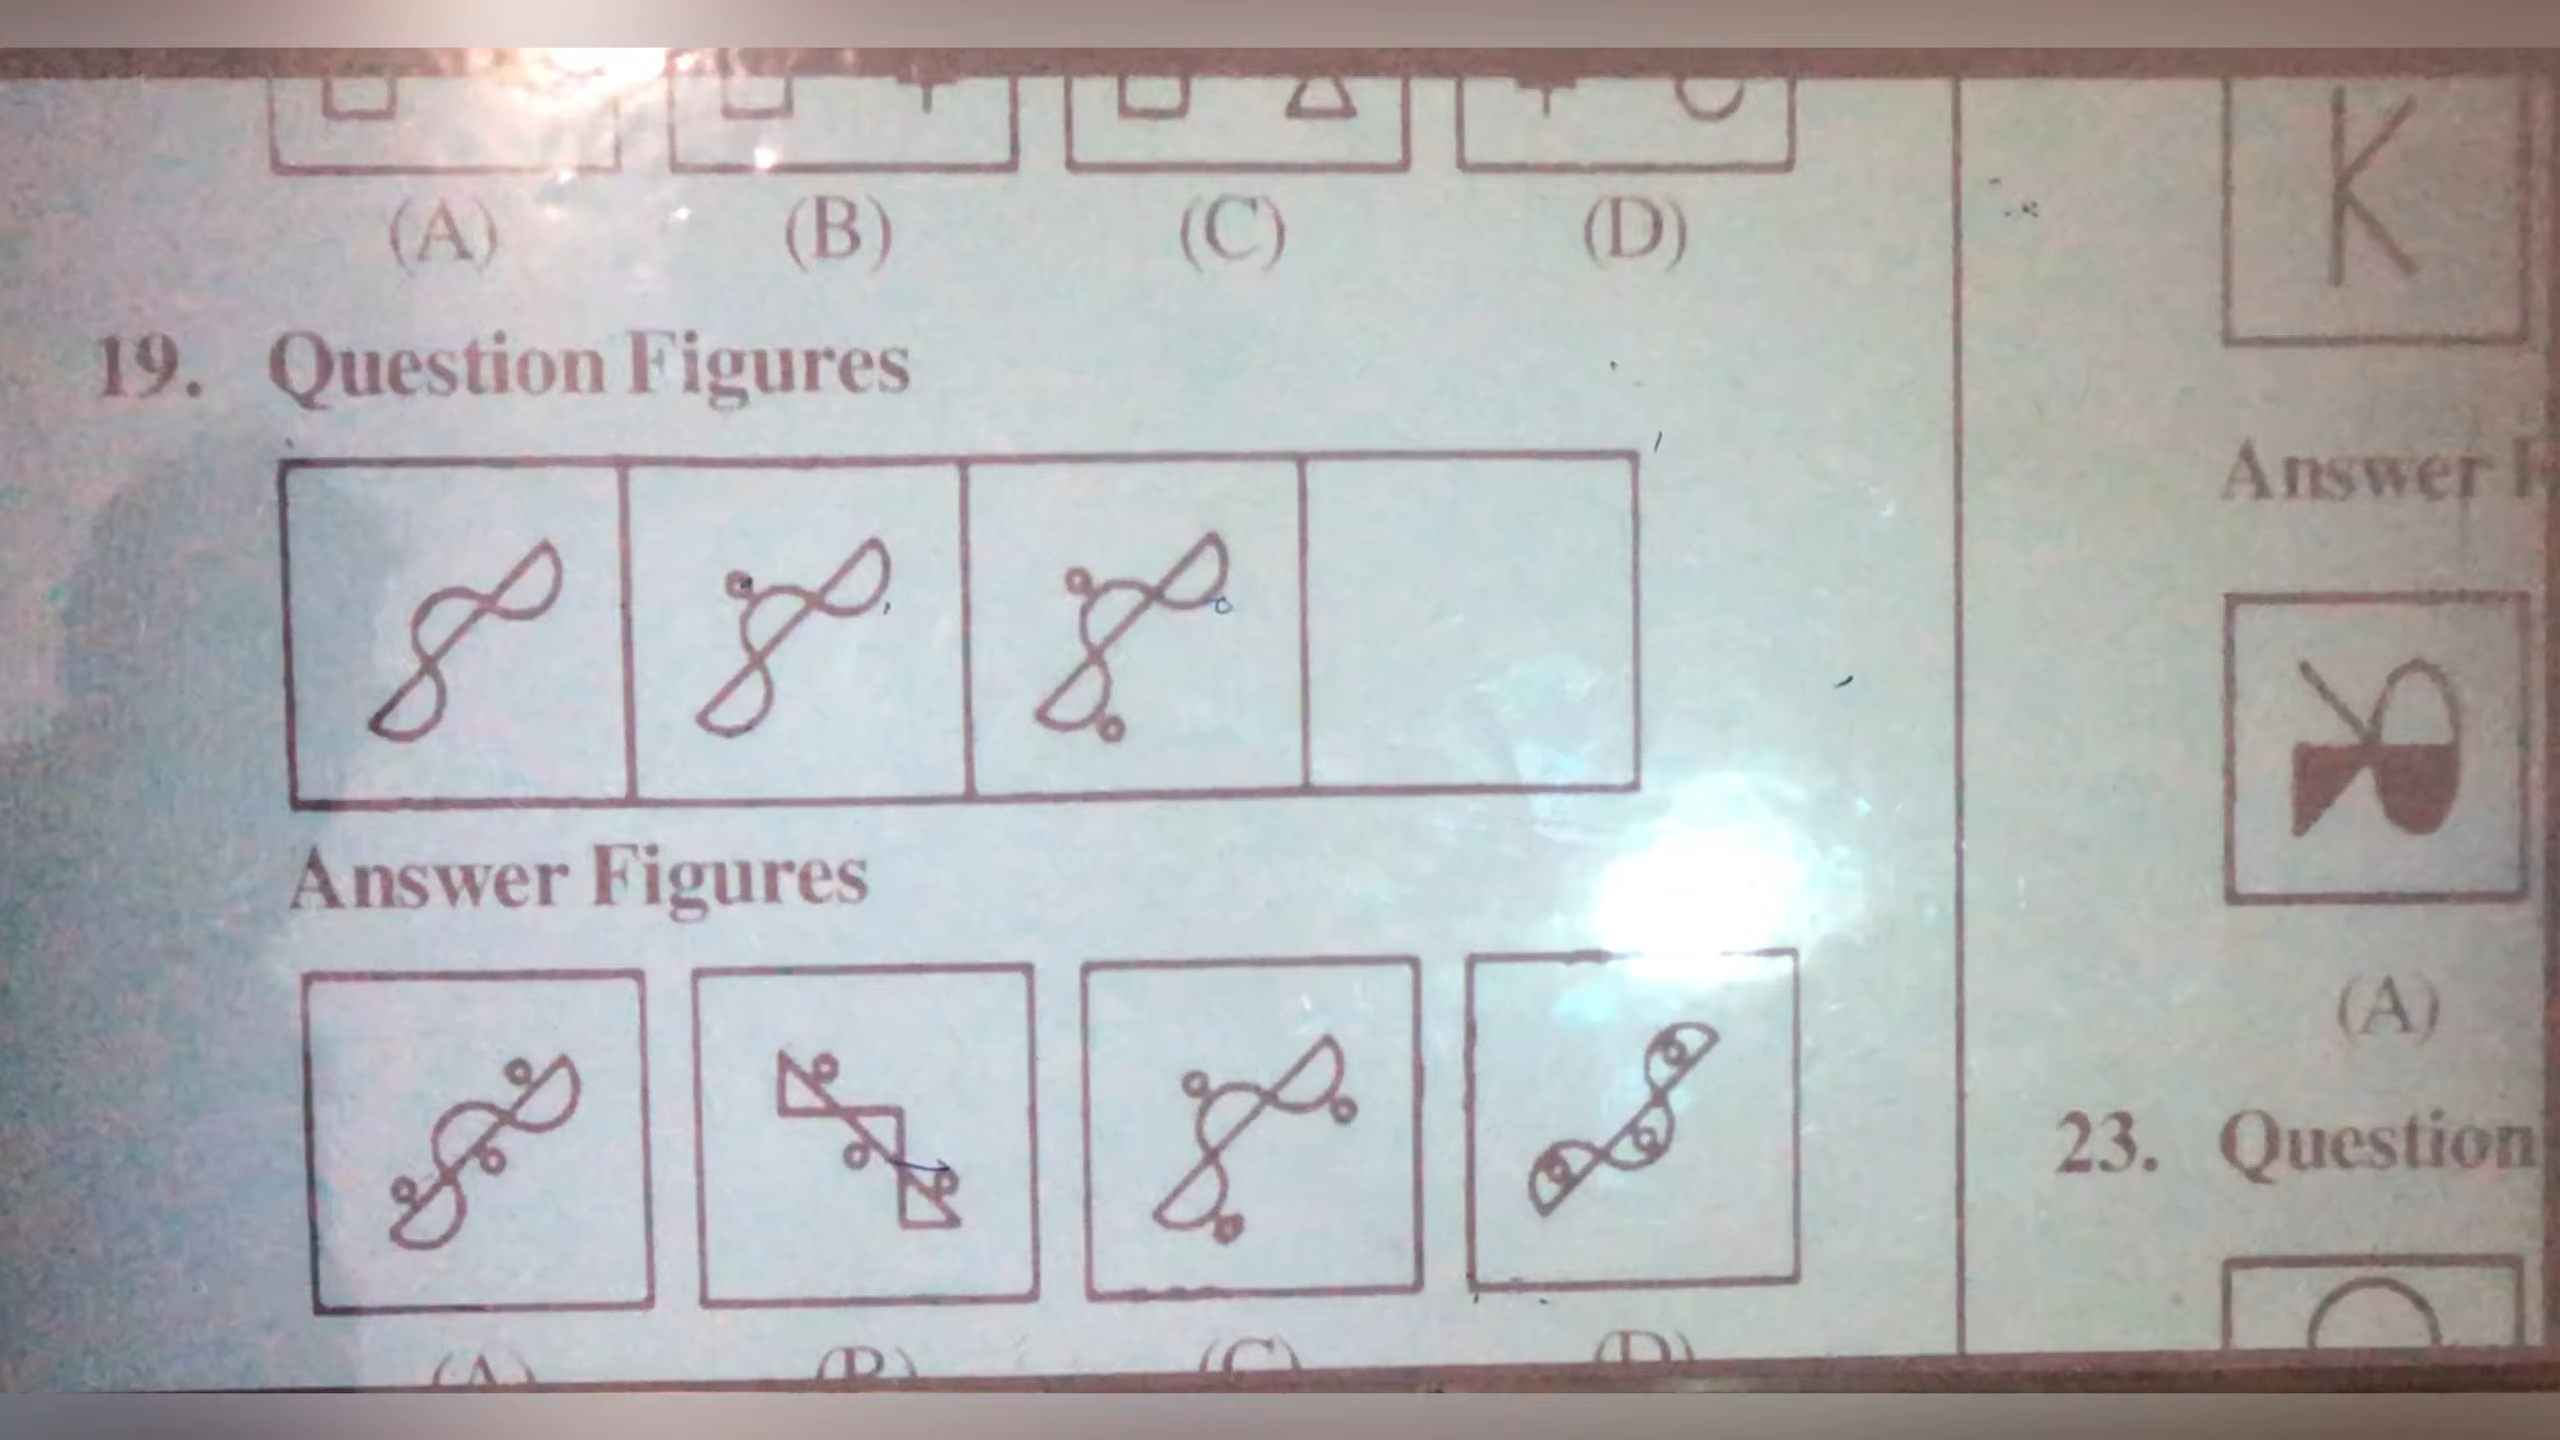 (A) (B) (C) (D)
19. Question Figures
Answer Figures
(A) (B) (C) (D)
K
Answer
(A)
23. Question